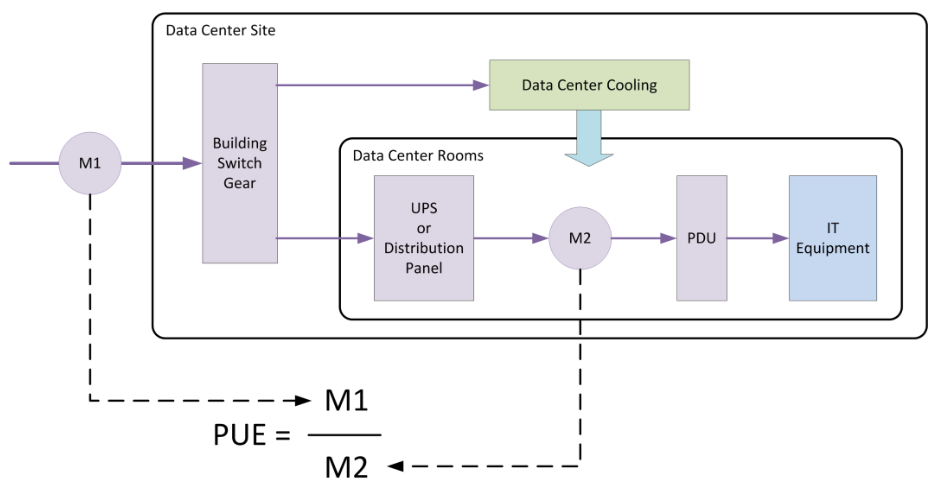 Data Center Site
Building
Switch
Gear
Data Center Cooling
M1
Data Center Rooms
UPS
or
Distribution
Panel
M2
PDU
IT
Equipment
M1
PUE =
M2